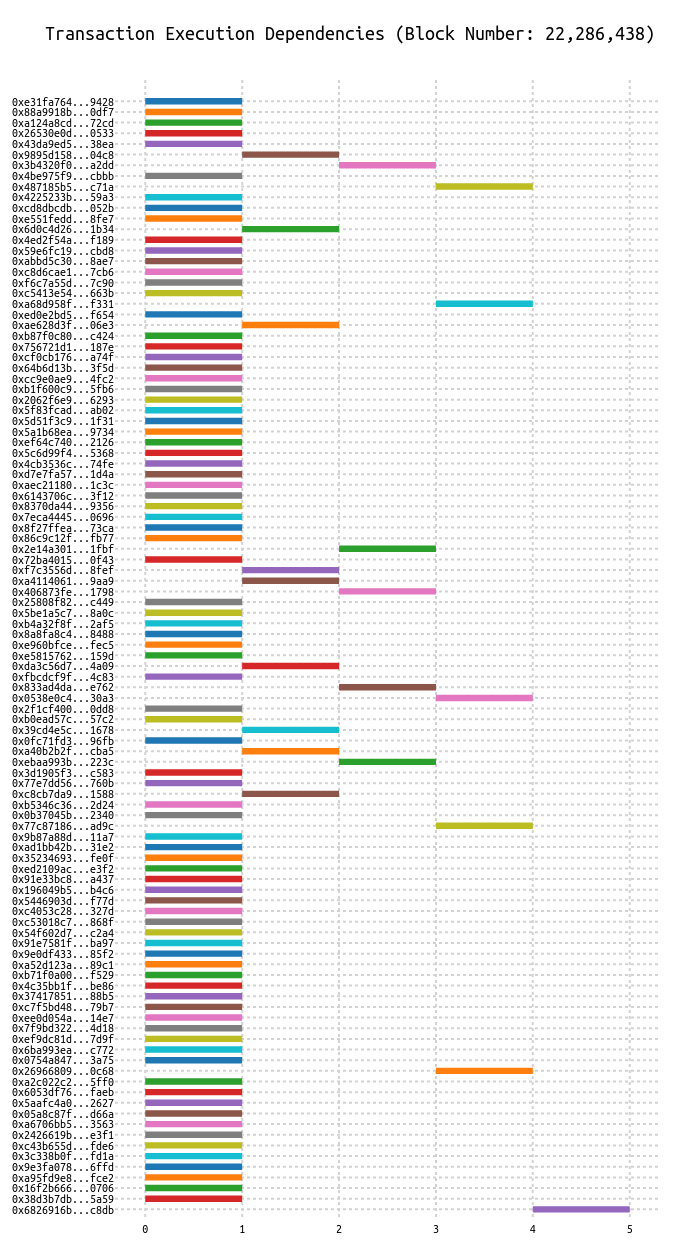 Transaction Execution Dependencies (Block Number: 22,286,438)
0xe31fa764...9428
0x88a9918b...0df7
0xa124a8cd...72cd
0x26530e0d...0533
0x43da9ed5...38ea
0x9895d158...04c8
0x3b4320f0...a2dd
0x4be975f9...cbbb
0x487185b5...c71a
0x4225233b...59a3
0xcd8dbcdb...052b
0xe551fedd...8fe7
0x6d0c4d26...1b34
0x4ed2f54a...f189
0x59e6fc19...cbd8
0xabbd5c30...8ae7
0xc8d6cae1...7cb6
0xf6c7a55d...7c90
0xc5413e54...663b
0xa68d958f...f331
0xed0e2bd5...f654
0xae628d3f...06e3
0xb87f0c80...c424
0x756721d1...187e
0xcf0cb176...a74f
0x64b6d13b...3f5d
0xcc9e0ae9...4fc2
0xb1f600c9...5fb6
0x2062f6e9...6293
0x5f83fcad...ab02
0x5d51f3c9...1f31
0x5a1b68ea...9734
0xef64c740...2126
0x5c6d99f4...5368
0x4cb3536c...74fe
0xd7e7fa57...1d4a
0xaec21180...1c3c
0x6143706c...3f12
0x8370da44...9356
0x7eca4445...0696
0x8f27ffea...73ca
0x86c9c12f...fb77
0x2e14a301...1fbf
0x72ba4015...0f43
0xf7c3556d...8fef
0xa4114061...9aa9
0x406873fe...1798
0x25808f82...c449
0x5be1a5c7...8a0c
0xb4a32f8f...2af5
0x8a8fa8c4...8488
0xe960bfce...fec5
0xe5815762...159d
0xda3c56d7...4a09
0xfbcdcf9f...4c83
0x833ad4da...e762
0x0538e0c4...30a3
0x2f1cf400...0dd8
0xb0ead57c...57c2
0x39cd4e5c...1678
0x0fc71fd3...96fb
0xa40b2b2f...cba5
0xebaa993b...223c
0x3d1905f3...c583
0x77e7dd56...760b
0xc8cb7da9...1588
0xb5346c36...2d24
0x0b37045b...2340
0x77c87186...ad9c
0x9b87a88d...11a7
0xad1bb42b...31e2
0x35234693...fe0f
0xed2109ac...e3f2
0x91e33bc8...a437
0x196049b5...b4c6
0x5446903d...f77d
0xc4053c28...327d
0xc53018c7...868f
0x54f602d7...c2a4
0x91e7581f...ba97
0x9e0df433...85f2
0xa52d123a...89c1
0xb71f0a00...f529
0x4c35bb1f...be86
0x37417851...88b5
0xc7f5bd48...79b7
0xee0d054a...14e7
0x7f9bd322...4d18
0xef9dc81d...7d9f
0x6ba993ea...c772
0x0754a847...3a75
0x26966809...0c68
0xa2c022c2...5ff0
0x6053df76...faeb
0x5aafc4a0...2627
0x05a8c87f...d66a
0xa6706bb5...3563
0x2426619b...e3f1
0xc43b655d...fde6
0x3c338b0f...fd1a
0x9e3fa078...6ffd
0xa95fd9e8...fce2
0x16f2b666...0706
0x38d3b7db...5a59
0x6826916b...c8db
0 1 2 3 4 5